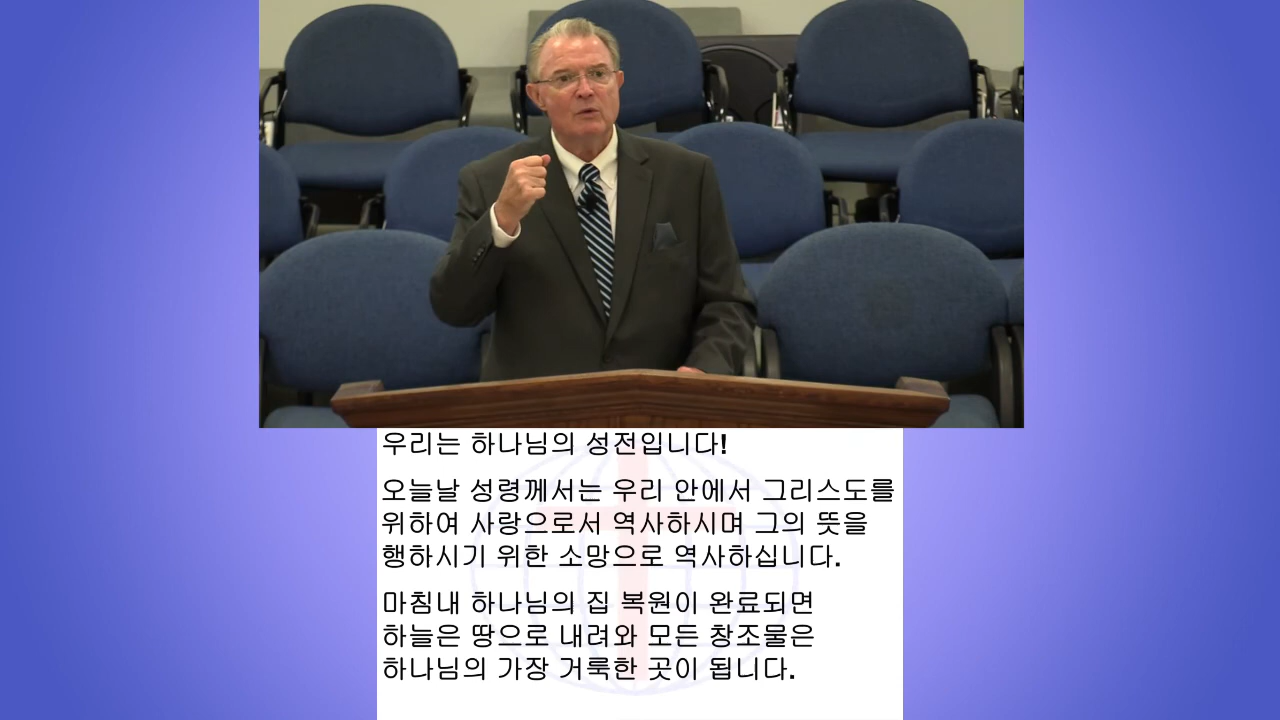 우리는 하나님의 성전입니다!
오늘날 성령께서는 우리 안에서 그리스도를
위하여 사랑으로서 역사하시며 그의 뜻을
행하시기 위한 소망으로 역사하십니다.
마침내 하나님의 집 복원이 완료되면
하늘은 땅으로 내려와 모든 창조물은
하나님의 가장 거룩한 곳이 됩니다.